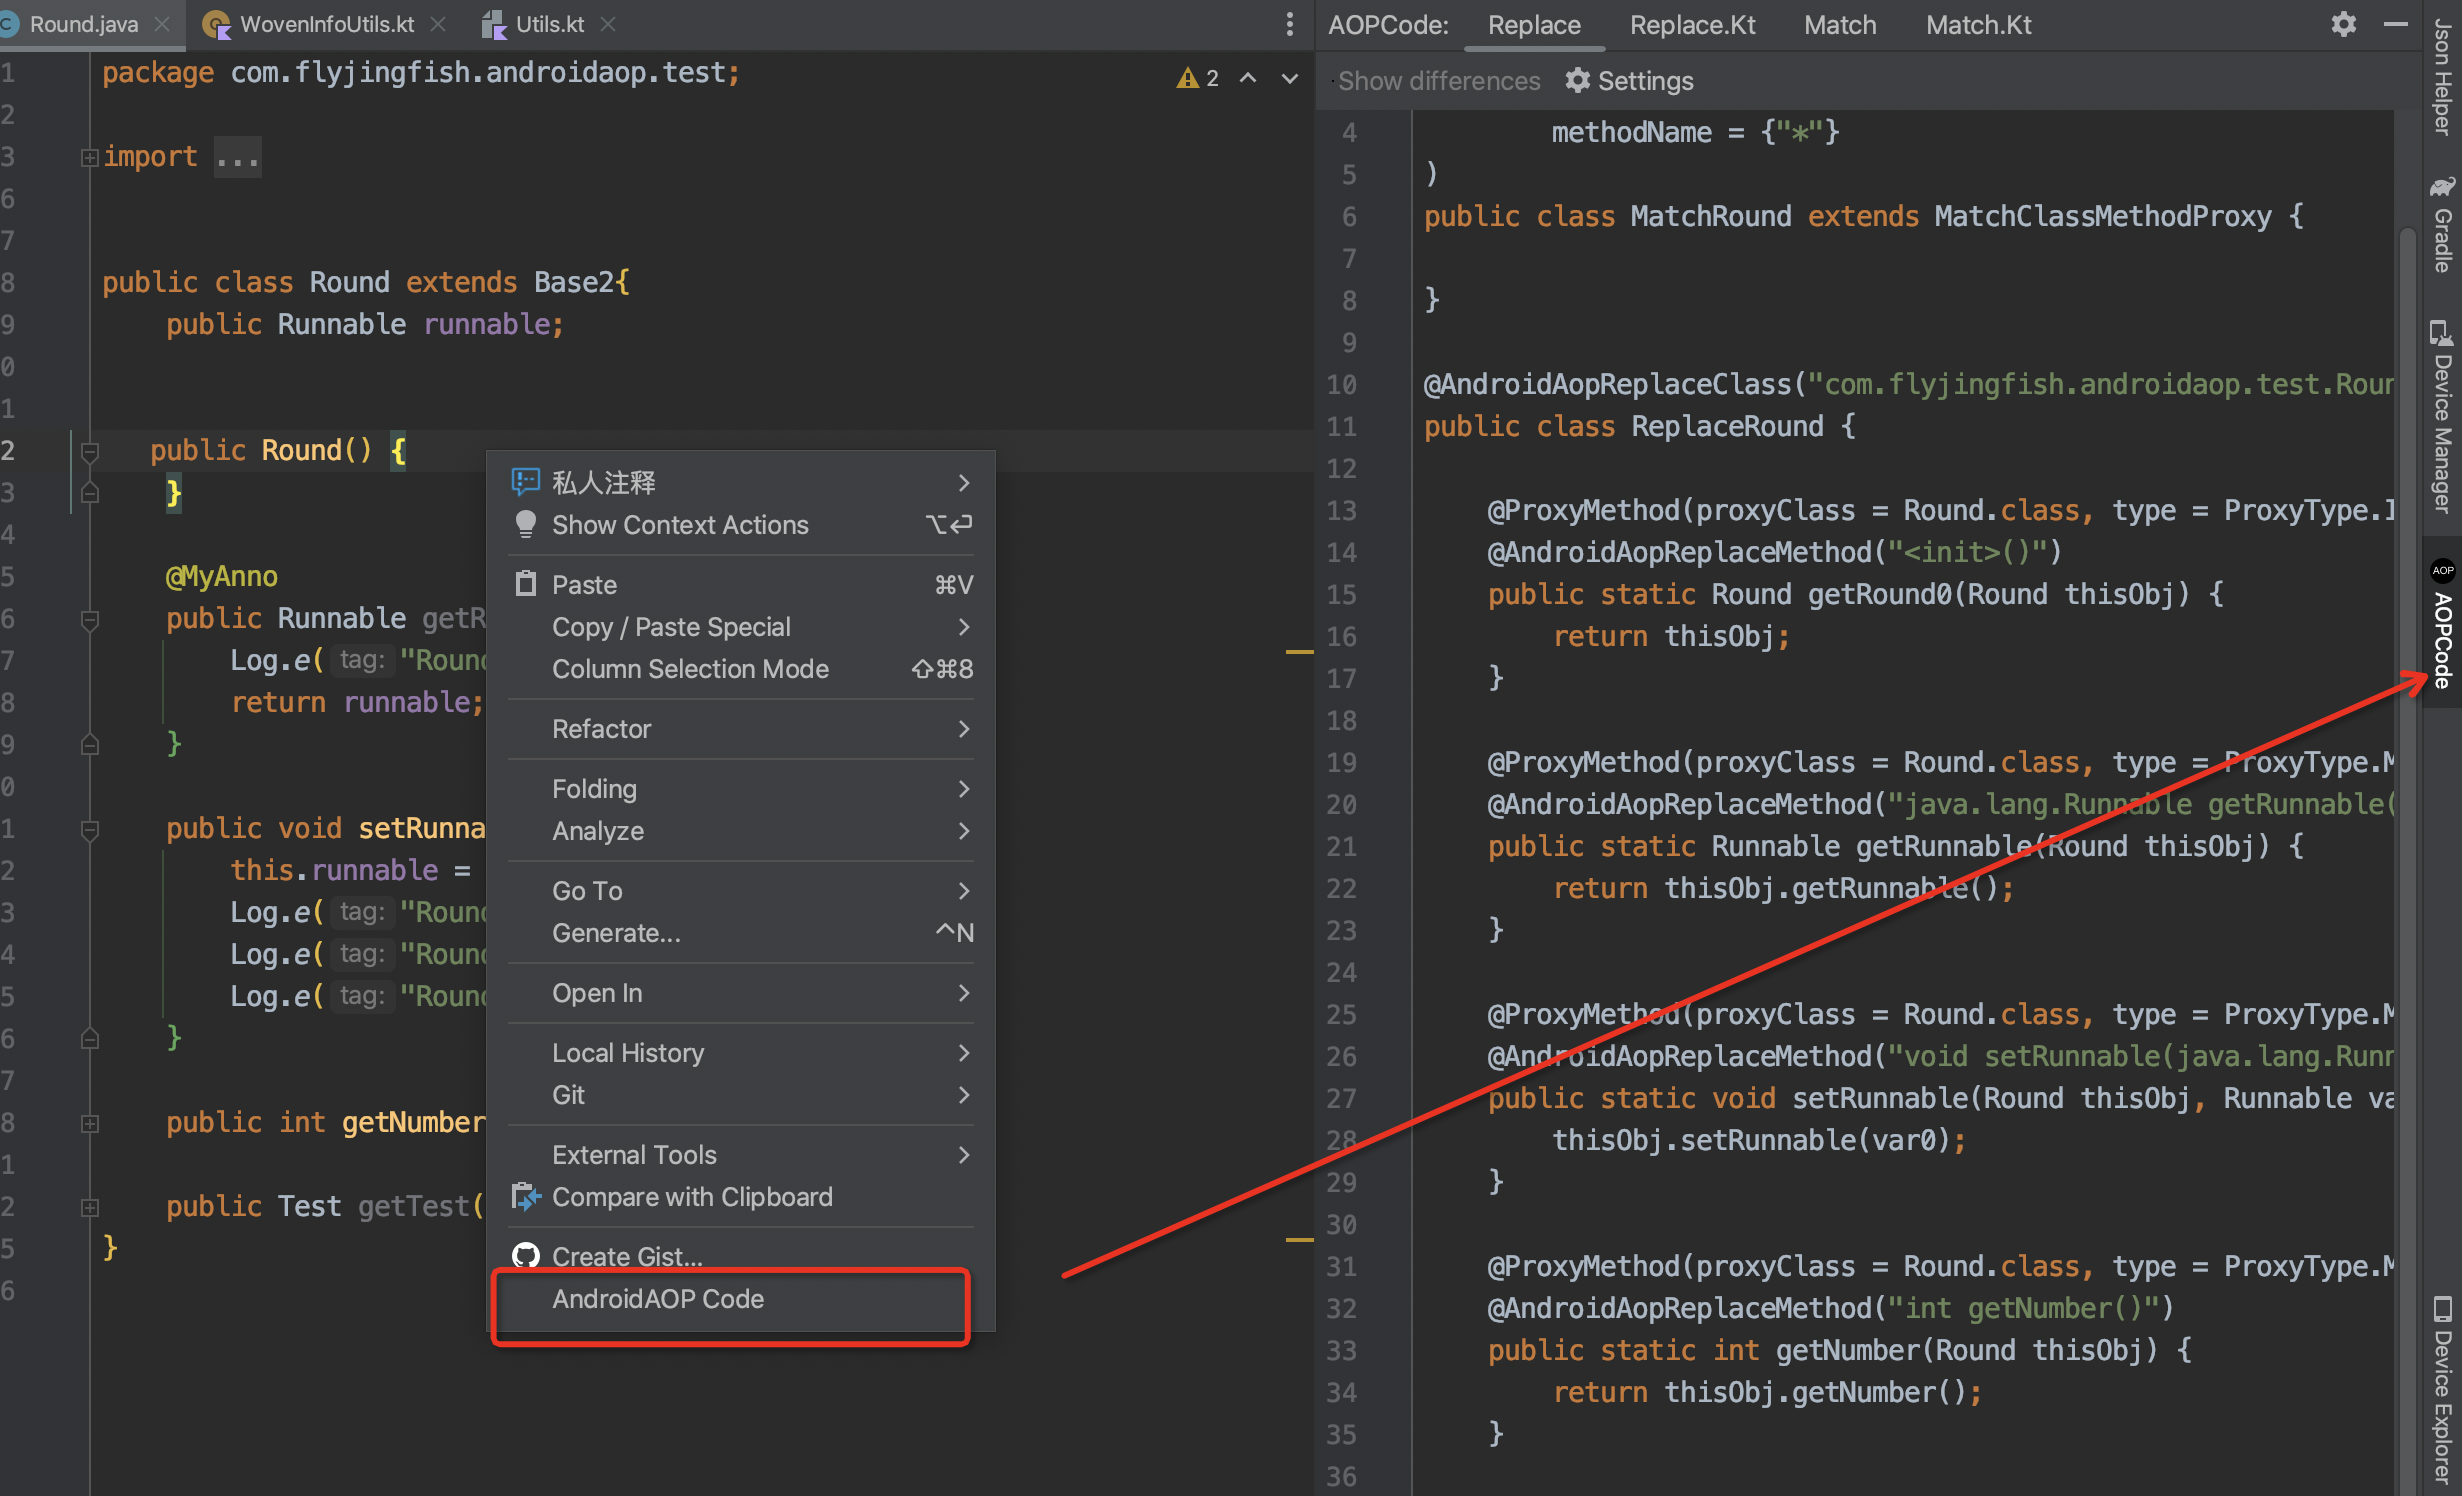 Round.java
WovenInfoUtils.kt
Utils.kt
1 package com.flyjingfish.androidaop.test;
2
3 import ...
6
7
8 public class Round extends Base2{
9 public Runnable runnable;
0
1
2 public Round() {
3 }
4
5 @MyAnno
6 public Runnable getR
7 Log.e( tag: "Round
8 return runnable;
9 }
0
1 public void setRunna
2 this.runnable =
3 Log.e( tag: "Round
4 Log.e( tag: "Round
5 Log.e( tag: "Round
6 }
7
8 public int getNumber
1
2 public Test getTest(
5 }
6
2
私人注释
Show Context Actions ⌥↩
Paste ⌘V
Copy / Paste Special
Column Selection Mode ⇧⌘8
Refactor
Folding
Analyze
Go To
Generate... ^N
Open In
Local History
Git
External Tools
Compare with Clipboard
Create Gist...
AndroidAOP Code
AOPCode: Replace Replace.Kt Match Match.Kt
Show differences Settings
4 methodName = {"*"}
5 )
6 public class MatchRound extends MatchClassMethodProxy {
7
8 }
9
10 @AndroidAopReplaceClass("com.flyjingfish.androidaop.test.Roun
11 public class ReplaceRound {
12
13 @ProxyMethod(proxyClass = Round.class, type = ProxyType.I
14 @AndroidAopReplaceMethod("<init>()")
15 public static Round getRound0(Round thisObj) {
16 return thisObj;
17 }
18
19 @ProxyMethod(proxyClass = Round.class, type = ProxyType.M
20 @AndroidAopReplaceMethod("java.lang.Runnable getRunnable(
21 public static Runnable getRunnable(Round thisObj) {
22 return thisObj.getRunnable();
23 }
24
25 @ProxyMethod(proxyClass = Round.class, type = ProxyType.M
26 @AndroidAopReplaceMethod("void setRunnable(java.lang.Runn
27 public static void setRunnable(Round thisObj, Runnable va
28 thisObj.setRunnable(var0);
29 }
30
31 @ProxyMethod(proxyClass = Round.class, type = ProxyType.M
32 @AndroidAopReplaceMethod("int getNumber()")
33 public static int getNumber(Round thisObj) {
34 return thisObj.getNumber();
35 }
36
Json Helper
Gradle
Device Manager
AOP
AOPCode
Device Explorer